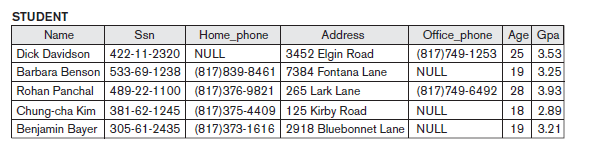 STUDENT
Name Ssn Home_phone Address Office_phone Age Gpa
Dick Davidson 422-11-2320 NULL 3452 Elgin Road (817)749-1253 25 3.53
Barbara Benson 533-69-1238 (817)839-8461 7384 Fontana Lane NULL 19 3.25
Rohan Panchal 489-22-1100 (817)376-9821 265 Lark Lane (817)749-6492 28 3.93
Chung-cha Kim 381-62-1245 (817)375-4409 125 Kirby Road NULL 18 2.89
Benjamin Bayer 305-61-2435 (817)373-1616 2918 Bluebonnet Lane NULL 19 3.21